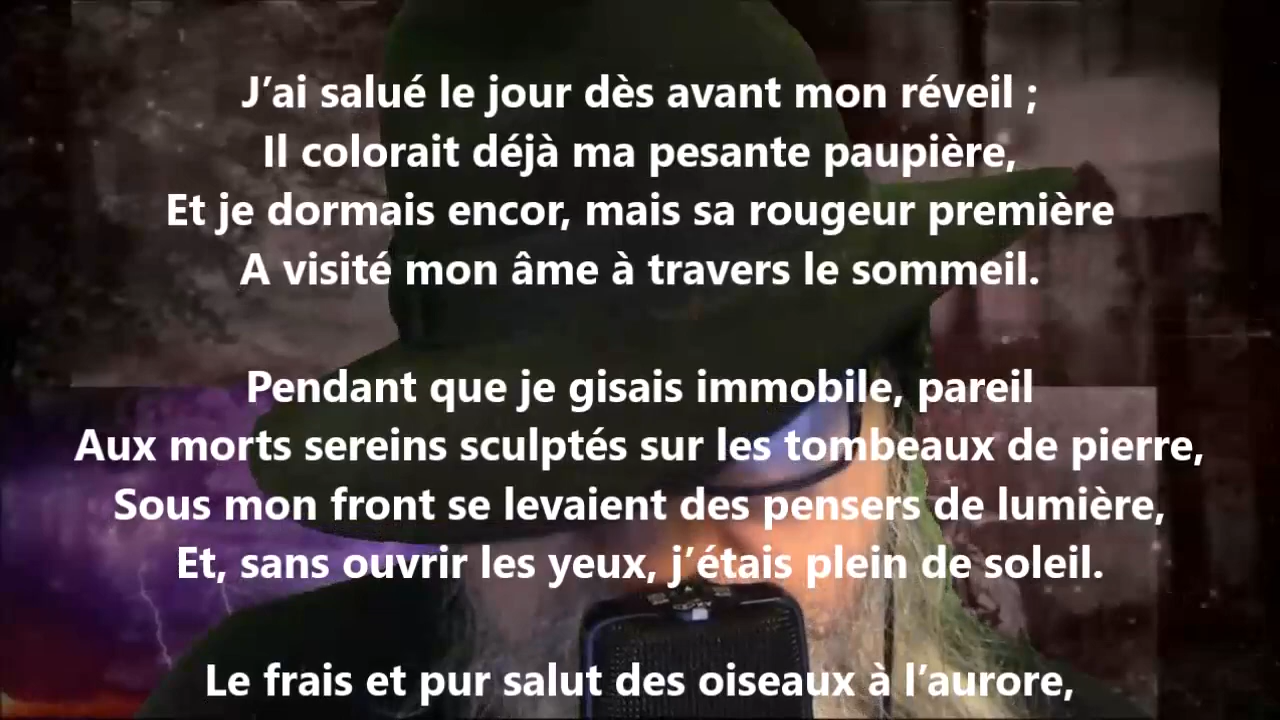 J’ai salué le jour dès avant mon réveil ;
Il colorait déjà ma pesante paupière,
Et je dormais encor, mais sa rougeur première
A visité mon âme à travers le sommeil.
Pendant que je gisais immobile, pareil
Aux morts sereins sculptés sur les tombeaux de pierre,
Sous mon front se levaient des pensers de lumière,
Et, sans ouvrir les yeux, j’étais plein de soleil.
Le frais et pur salut des oiseaux à l’aurore,